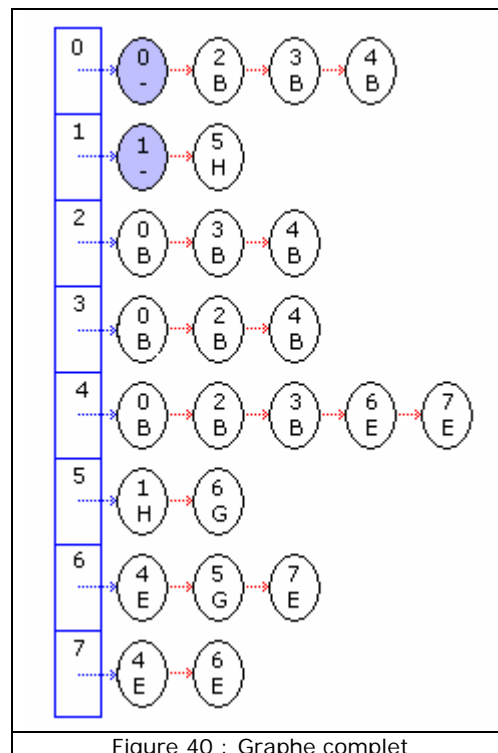 0 0 2 3 4
- B B B
1 1 5
- H
2 0 3 4
B B B
3 0 2 4
B B B
4 0 2 3 6 7
B B B E E
5 1 6
H G
6 4 5 7
E G E
7 4 6
E E
Figure 40 : Graphe complet